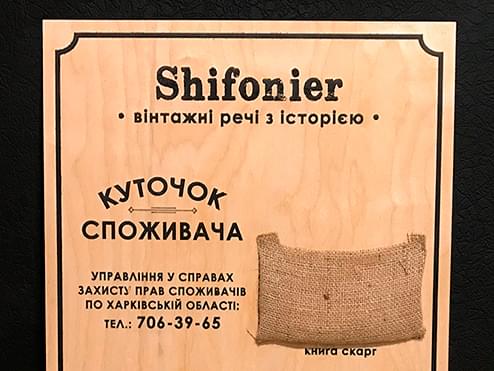 Shifonier
• вінтажні речі з історією •
КУТОЧОК
СПОЖИВАЧА
УПРАВЛІННЯ У СПРАВАХ
ЗАХИСТУ ПРАВ СПОЖИВАЧІВ
ПО ХАРКІВСЬКІЙ ОБЛАСТІ:
ТЕЛ.: 706-39-65
книга скарг